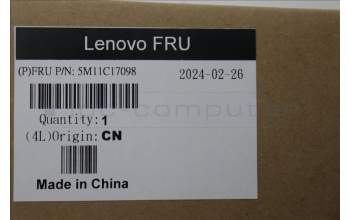 Lenovo FRU
(P)FRU P/N: 5M11C17098 2024-02-26
Quantity: 1
(4L)Origin: CN
Made in China